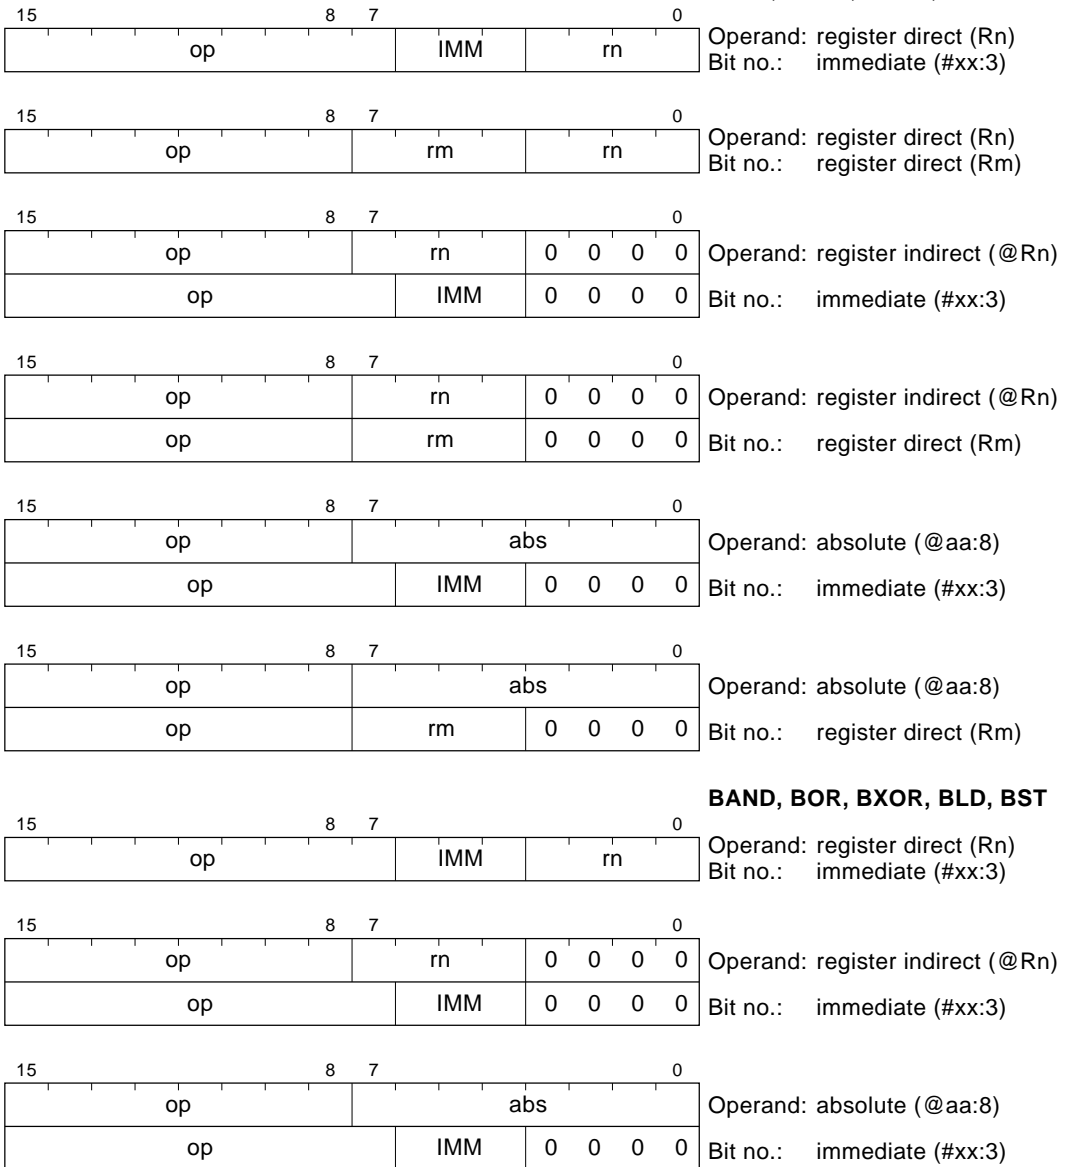 15 8 7 0
op IMM rn Operand: register direct (Rn)
Bit no.: immediate (#xx:3)
15 8 7 0
op rm rn Operand: register direct (Rn)
Bit no.: register direct (Rm)
15 8 7 0
op rn 0 0 0 0 Operand: register indirect (@Rn)
op IMM 0 0 0 0 Bit no.: immediate (#xx:3)
15 8 7 0
op rn 0 0 0 0 Operand: register indirect (@Rn)
op rm 0 0 0 0 Bit no.: register direct (Rm)
15 8 7 0
op abs Operand: absolute (@aa:8)
op IMM 0 0 0 0 Bit no.: immediate (#xx:3)
15 8 7 0
op abs Operand: absolute (@aa:8)
op rm 0 0 0 0 Bit no.: register direct (Rm)
BAND, BOR, BXOR, BLD, BST
15 8 7 0
op IMM rn Operand: register direct (Rn)
Bit no.: immediate (#xx:3)
15 8 7 0
op rn 0 0 0 0 Operand: register indirect (@Rn)
op IMM 0 0 0 0 Bit no.: immediate (#xx:3)
15 8 7 0
op abs Operand: absolute (@aa:8)
op IMM 0 0 0 0 Bit no.: immediate (#xx:3)